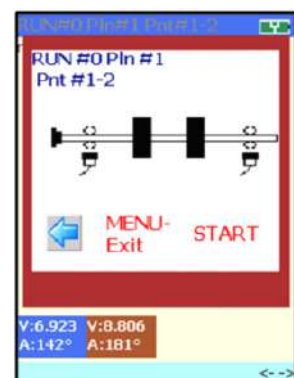 RUN#0 Pln#1 Pnt#1-2
RUN #0 Pln #1
Pnt #1-2
MENU-
Exit
START
V:6.923 V:8.806
A:142° A:181°
<-->